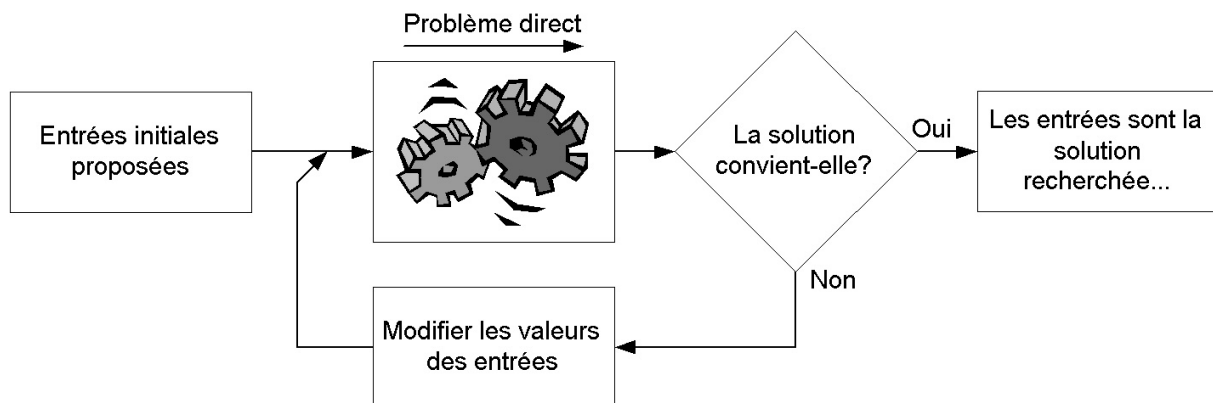 Problème direct
Entrées initiales
proposées
La solution
convient-elle?
Oui
Les entrées sont la
solution
recherchée...
Non
Modifier les valeurs
des entrées